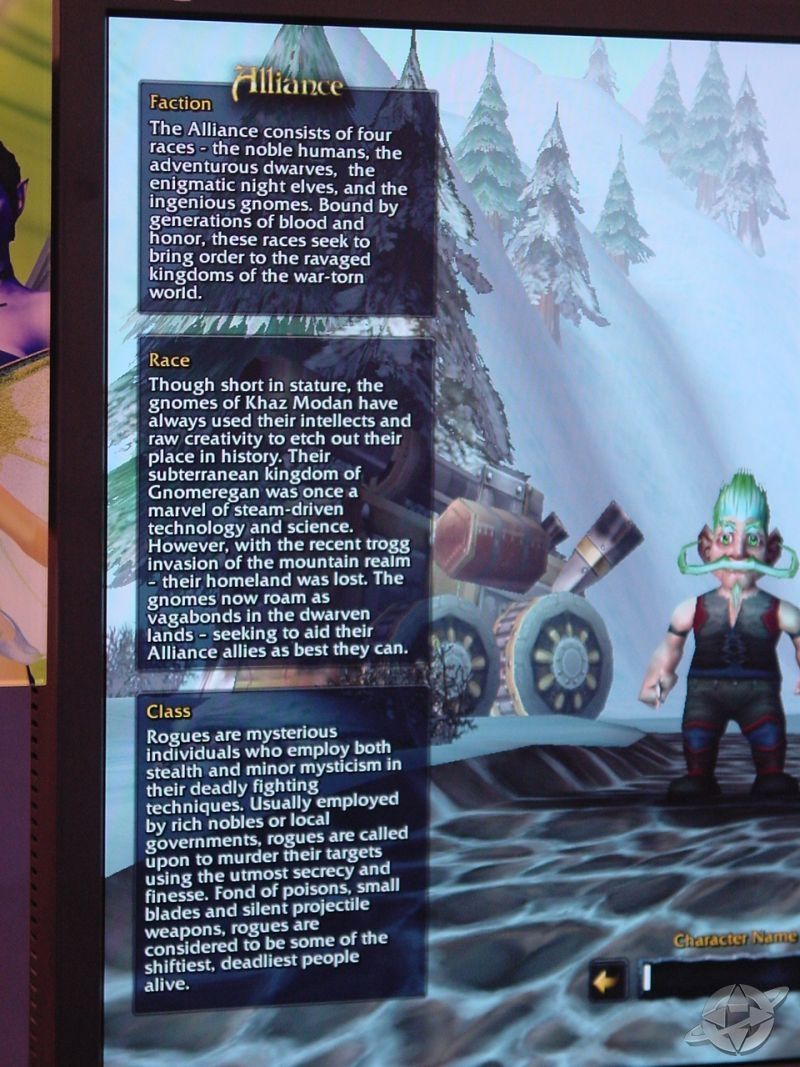 Alliance
Faction
The Alliance consists of four
races - the noble humans, the
adventurous dwarves, the
enigmatic night elves, and the
ingenious gnomes. Bound by
generations of blood and
honor, these races seek to
bring order to the ravaged
kingdoms of the war-torn
world.
Race
Though short in stature, the
gnomes of Khaz Modan have
always used their intellects and
raw creativity to etch out their
place in history. Their
subterranean kingdom of
Gnomeregan was once a
marvel of steam-driven
technology and science.
However, with the recent trogg
invasion of the mountain realm
- their homeland was lost. The
gnomes now roam as
vagabonds in the dwarven
lands - seeking to aid their
Alliance allies as best they can.
Class
Rogues are mysterious
individuals who employ both
stealth and minor mysticism in
their deadly fighting
techniques. Usually employed
by rich nobles or local
governments, rogues are called
upon to murder their targets
using the utmost secrecy and
finesse. Fond of poisons, small
blades and silent projectile
weapons, rogues are
considered to be some of the
shiftiest, deadliest people
alive.
Character Name